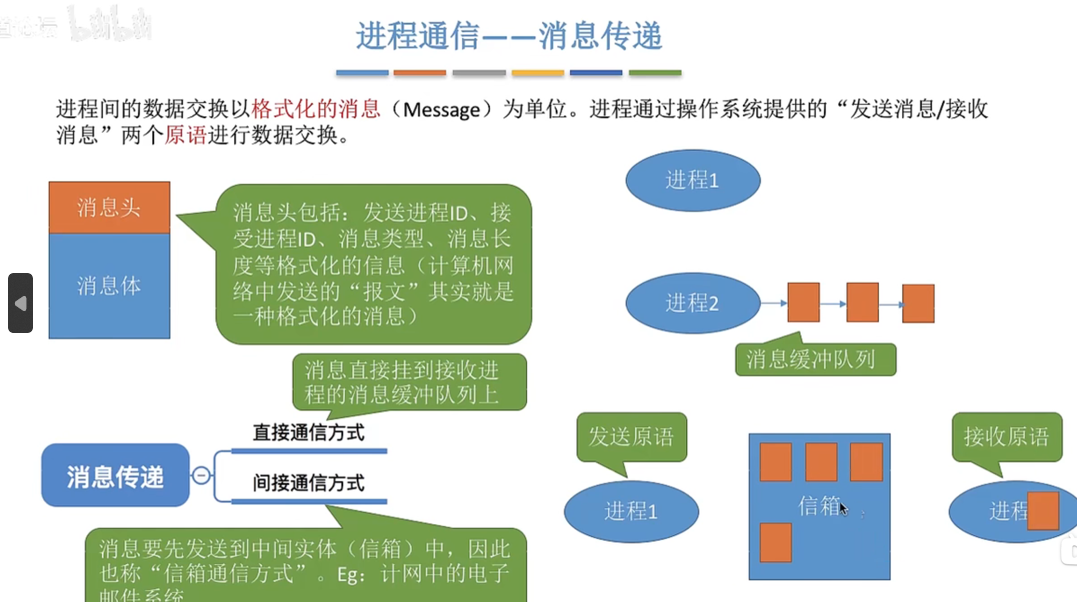 bilibili
进程通信——消息传递
进程间的数据交换以格式化的消息（Message）为单位。进程通过操作系统提供的“发送消息/接收
消息”两个原语进行数据交换。
消息头
消息体
消息头包括：发送进程ID、接
受进程ID、消息类型、消息长
度等格式化的信息（计算机网
络中发送的“报文”其实就是
一种格式化的消息）
进程1
进程2
消息缓冲队列
消息直接挂到接收进
程的消息缓冲队列上
直接通信方式
消息传递
间接通信方式
消息要先发送到中间实体（信箱）中，因此
也称“信箱通信方式”。Eg：计网中的电子
邮件系统
发送原语
进程1
信箱
接收原语
进程